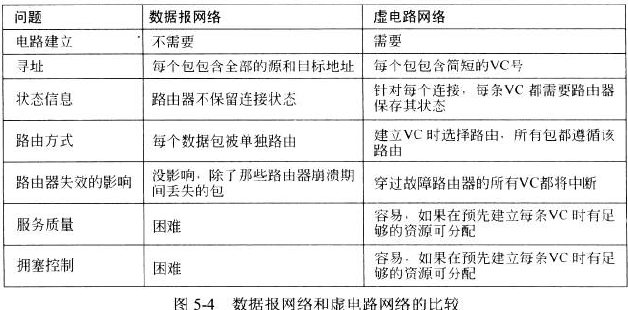 问题 数据报网络 虚电路网络
电路建立 不需要 需要
寻址 每个包包含全部的源和目标地址 每个包包含简短的VC号
状态信息 路由器不保留连接状态 针对每个连接，每条VC 都需要路由器
保存其状态
路由方式 每个数据包被单独路由 建立VC 时选择路由，所有包都遵循该
路由
路由器失效的影响 没影响，除了那些路由器崩溃期
间丢失的包 穿过故障路由器的所有VC都将中断
服务质量 困难 容易，如果在预先建立每条VC 时有足
够的资源可分配
拥塞控制 困难 容易，如果在预先建立每条VC 时有足
够的资源可分配
图 5-4 数据报网络和虚电路网络的比较